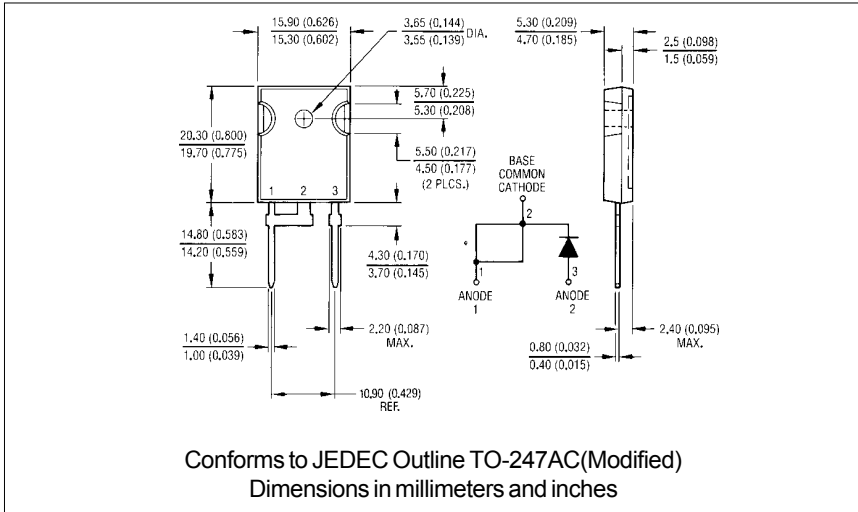 15.90 (0.626)
15.30 (0.602)
3.65 (0.144)
3.55 (0.139)
DIA.
5.30 (0.209)
4.70 (0.185)
2.5 (0.098)
1.5 (0.059)
5.70 (0.225)
5.30 (0.208)
20.30 (0.800)
19.70 (0.775)
5.50 (0.217)
4.50 (0.177)
(2 PLCS.)
BASE
COMMON
CATHODE
1 2 3
2
14.80 (0.583)
14.20 (0.559)
4.30 (0.170)
3.70 (0.145)
1
3
ANODE
1
ANODE
2
1.40 (0.056)
1.00 (0.039)
2.20 (0.087)
MAX.
2.40 (0.095)
MAX.
0.80 (0.032)
0.40 (0.015)
10.90 (0.429)
REF.
Conforms to JEDEC Outline TO-247AC(Modified)
Dimensions in millimeters and inches